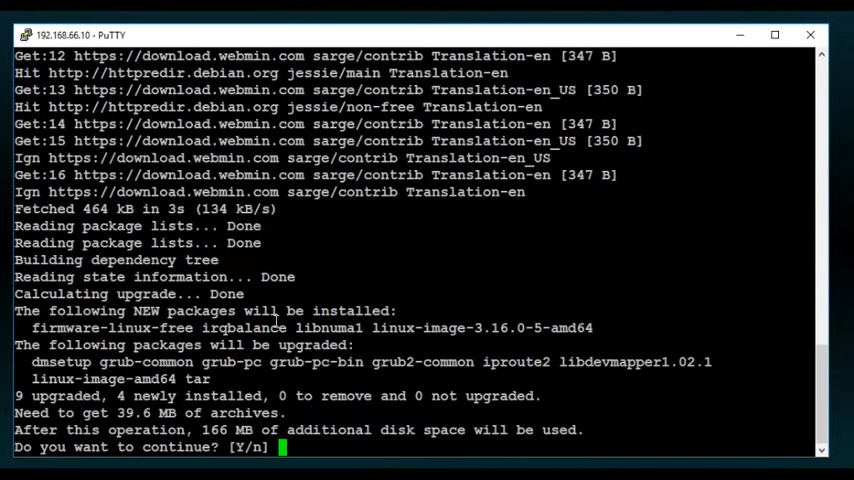 192.168.66.10 - PuTTY
Get:12 https://download.webmin.com sarge/contrib Translation-en [347 B]
Hit http://httpredir.debian.org jessie/main Translation-en
Get:13 https://download.webmin.com sarge/contrib Translation-en_US [350 B]
Hit http://httpredir.debian.org jessie/non-free Translation-en
Get:14 https://download.webmin.com sarge/contrib Translation-en [347 B]
Get:15 https://download.webmin.com sarge/contrib Translation-en_US [350 B]
Ign https://download.webmin.com sarge/contrib Translation-en_US
Get:16 https://download.webmin.com sarge/contrib Translation-en [347 B]
Ign https://download.webmin.com sarge/contrib Translation-en
Fetched 464 kB in 3s (134 kB/s)
Reading package lists... Done
Reading package lists... Done
Building dependency tree
Reading state information... Done
Calculating upgrade... Done
The following NEW packages will be installed:
firmware-linux-free irqbalance libnuma1 linux-image-3.16.0-5-amd64
The following packages will be upgraded:
dmsetup grub-common grub-pc grub-pc-bin grub2-common iproute2 libdevmapper1.02.1
linux-image-amd64 tar
9 upgraded, 4 newly installed, 0 to remove and 0 not upgraded.
Need to get 39.6 MB of archives.
After this operation, 166 MB of additional disk space will be used.
Do you want to continue? [Y/n]